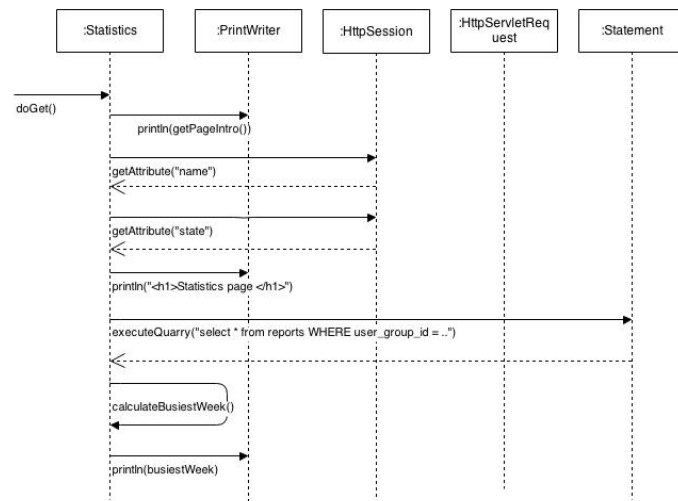 :Statistics
:PrintWriter
:HttpSession
:HttpServletReq
uest
:Statement
doGet()
println(getPageIntro())
getAttribute("name")
getAttribute("state")
println("<h1>Statistics page </h1>")
executeQuarry("select * from reports WHERE user_group_id = ..")
calculateBusiestWeek()
println(busiestWeek)